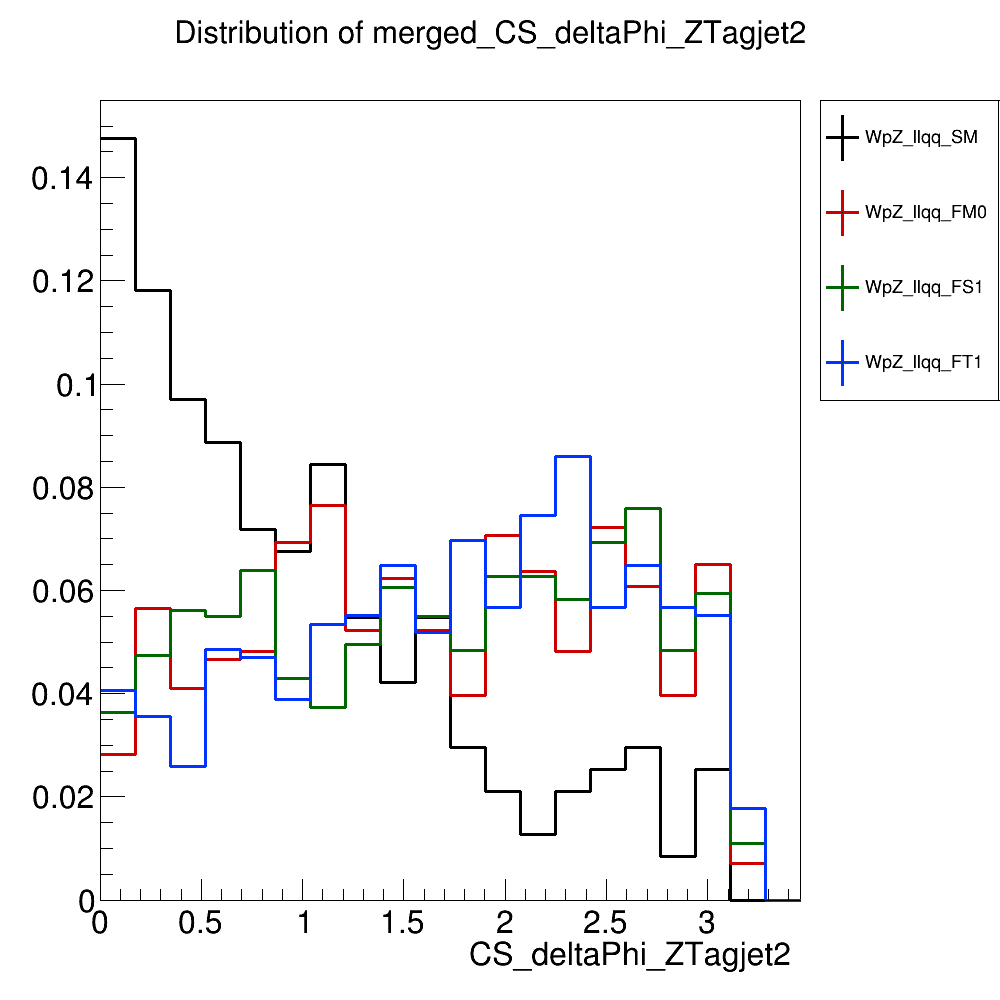 Distribution of merged_CS_deltaPhi_ZTagjet2
WpZ_llqq_SM
WpZ_llqq_FM0
WpZ_llqq_FS1
WpZ_llqq_FT1
0.14
0.12
0.1
0.08
0.06
0.04
0.02
0
0 0.5 1 1.5 2 2.5 3
CS_deltaPhi_ZTagjet2